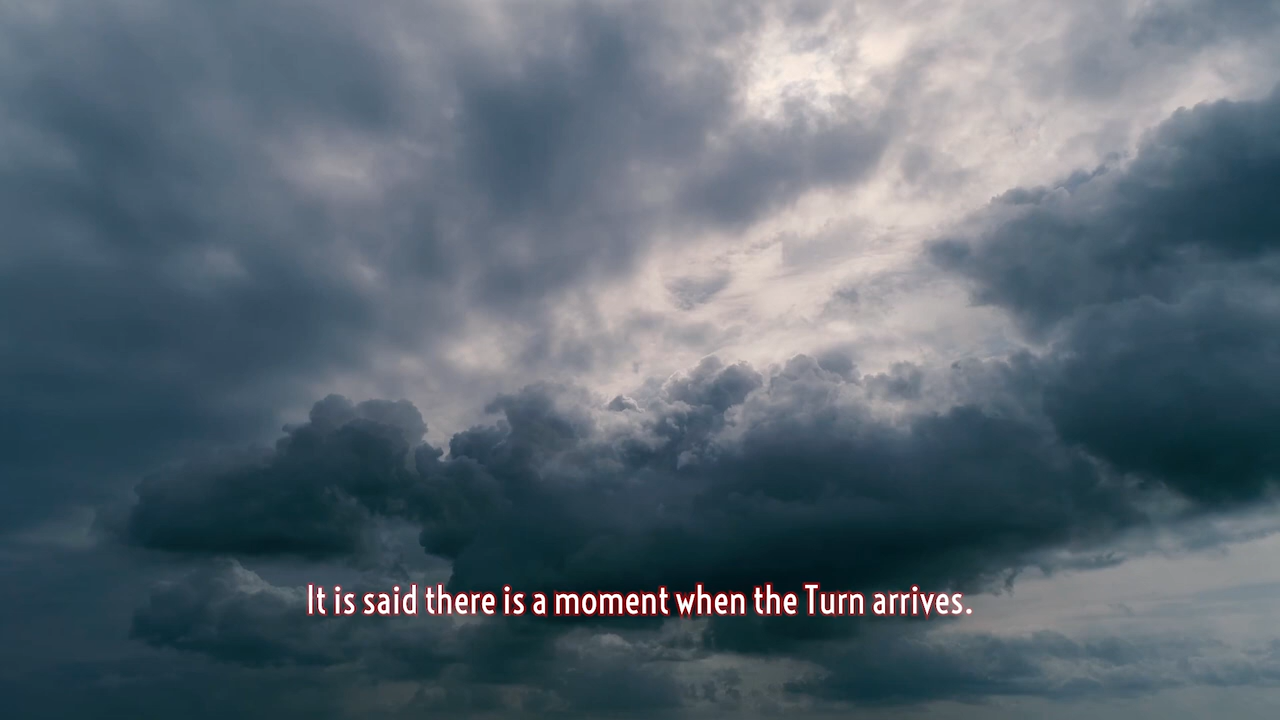 It is said there is a moment when the Turn arrives.